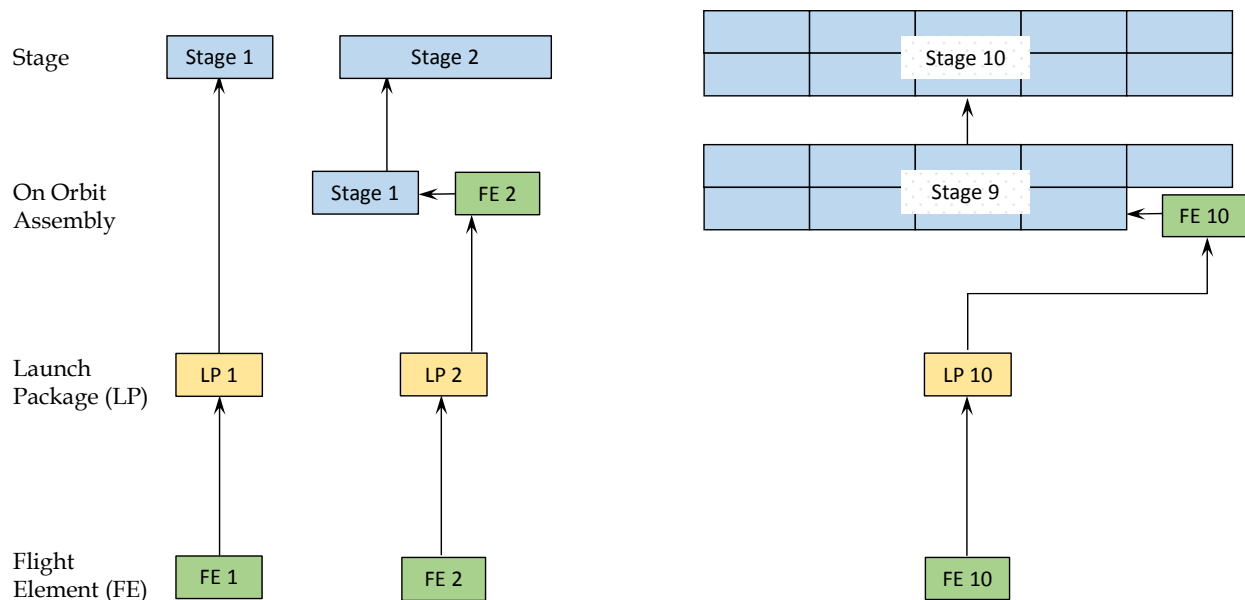 Stage
Stage 1
Stage 2
Stage 10
On Orbit
Assembly
Stage 1
FE 2
Stage 9
FE 10
Launch
Package (LP)
LP 1
LP 2
LP 10
Flight
Element (FE)
FE 1
FE 2
FE 10